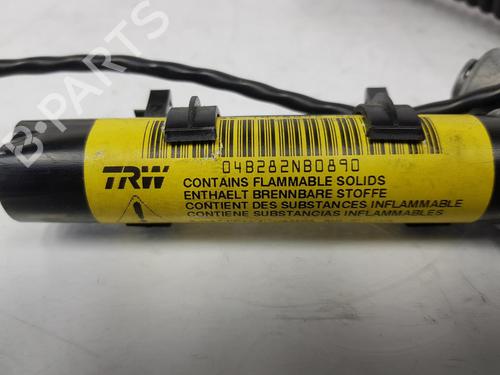 B-PARTS
04B282NB0890
TRW
CONTAINS FLAMMABLE SOLIDS
ENTHAELT BRENNBARE STOFFE
CONTIENT DES SUBSTANCES INFLAMMABLE
CONTIENE SUBSTANCIAS INFLAMMABLES